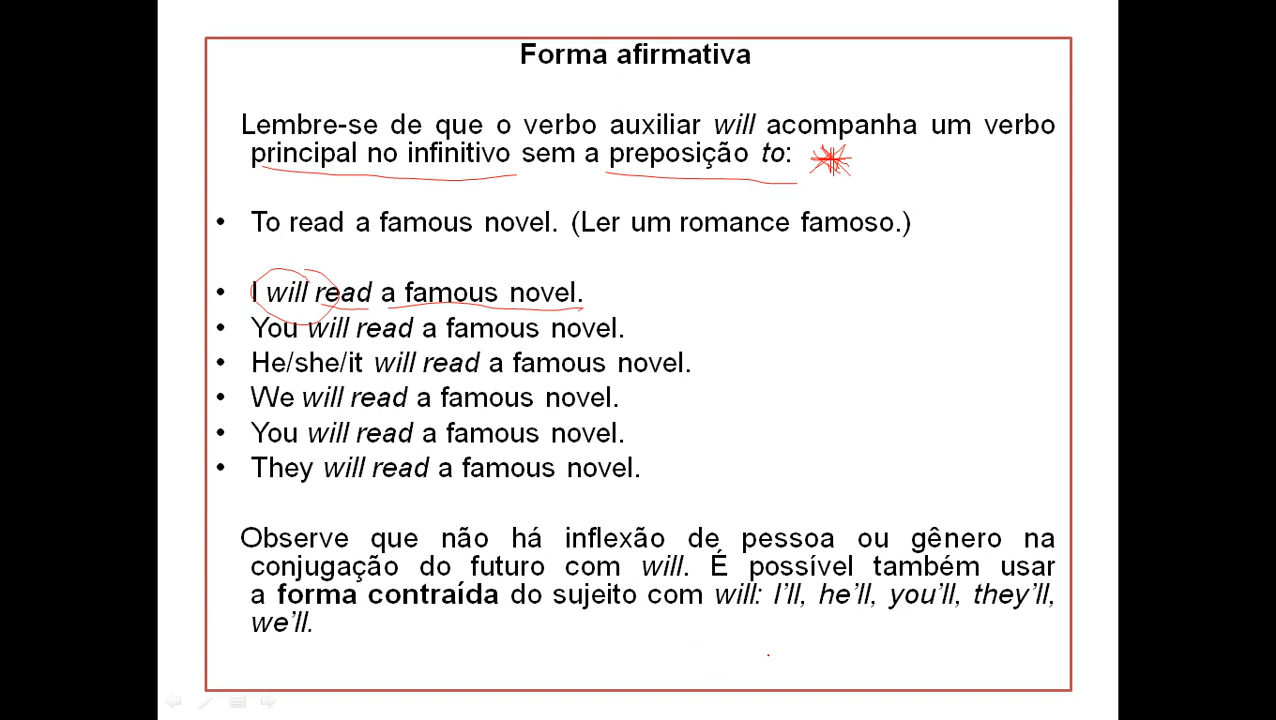 Forma afirmativa
Lembre-se de que o verbo auxiliar will acompanha um verbo
principal no infinitivo sem a preposição to:
• To read a famous novel. (Ler um romance famoso.)
• I will read a famous novel.
• You will read a famous novel.
• He/she/it will read a famous novel.
• We will read a famous novel.
• You will read a famous novel.
• They will read a famous novel.
Observe que não há inflexão de pessoa ou gênero na
conjugação do futuro com will. É possível também usar
a forma contraída do sujeito com will: I’ll, he’ll, you’ll, they’ll,
we’ll.